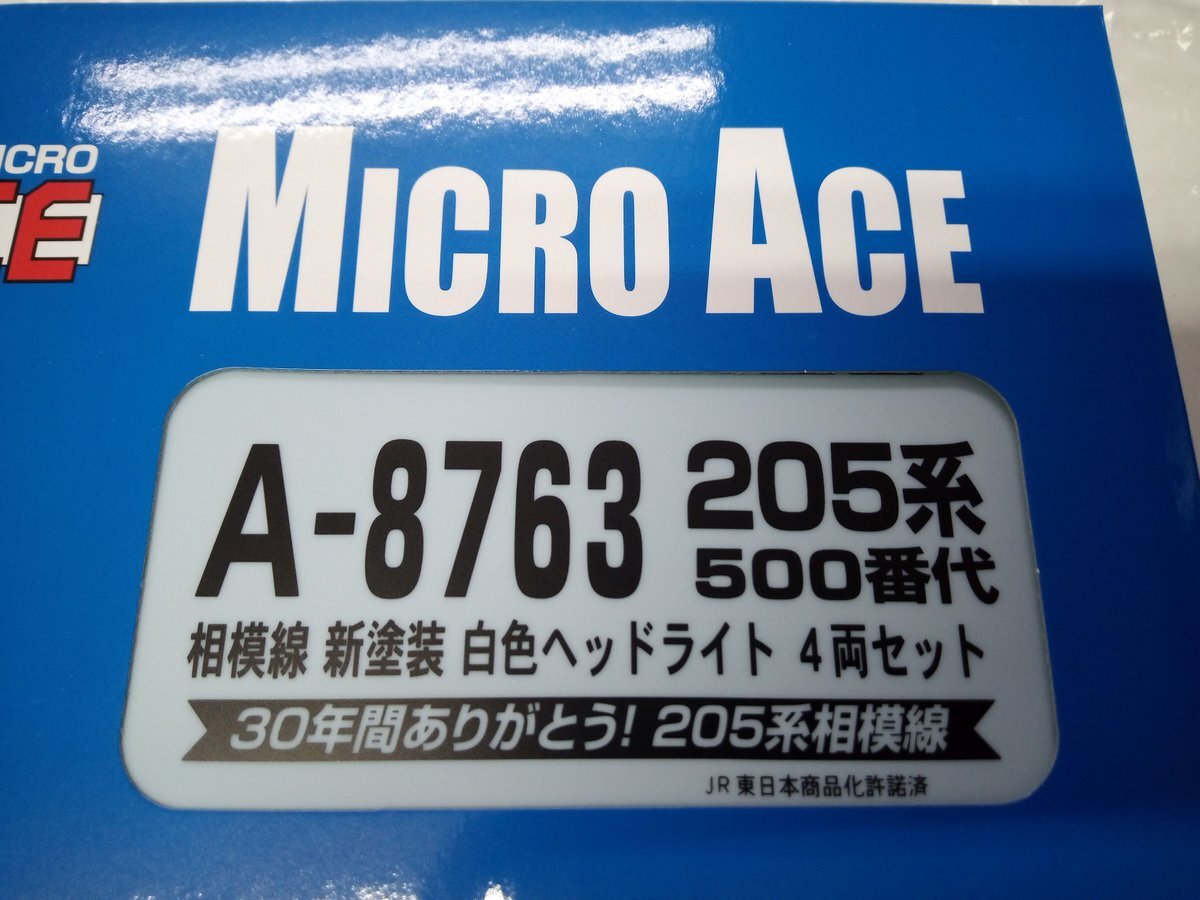 MICRO ACE
ICRO
CE
A-8763 205系
500番代
相模線 新塗装 白色ヘッドライト 4両セット
30年間ありがとう! 205系相模線
JR東日本商品化許諾済